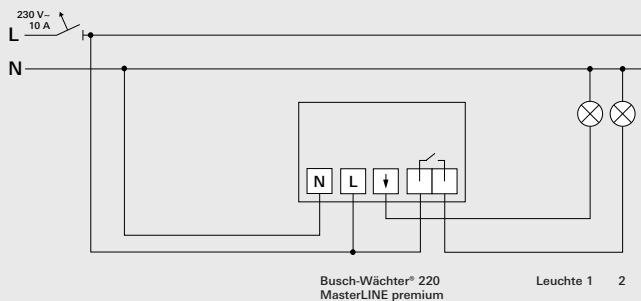 230 V~
10 A
L
N
N L
Busch-Wächter® 220
MasterLINE premium
Leuchte 1 2